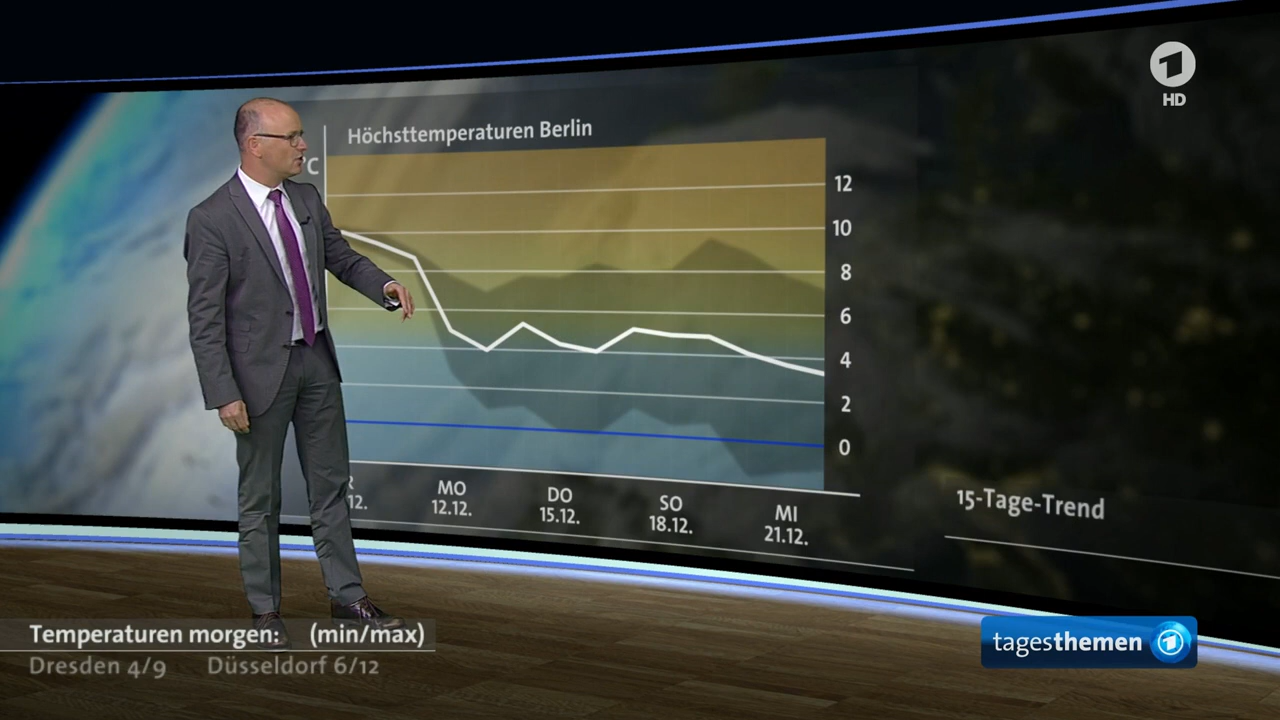 HD
Höchsttemperaturen Berlin
°C
12
10
8
6
4
2
0
MO
12.12.
DO
15.12.
SO
18.12.
MI
21.12.
15-Tage-Trend
Temperaturen morgen: (min/max)
Dresden 4/9 Düsseldorf 6/12
tagesthemen